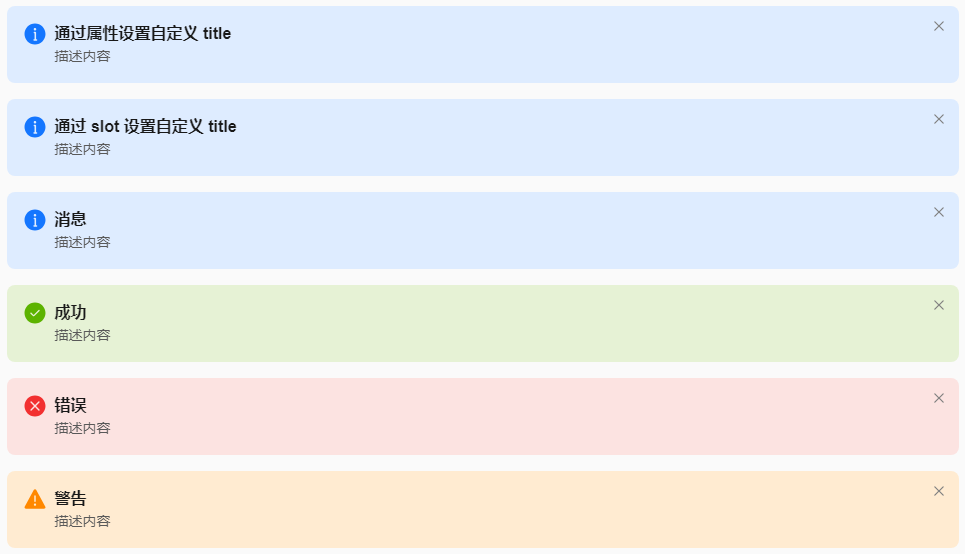 通过属性设置自定义 title
描述内容
通过 slot 设置自定义 title
描述内容
消息
描述内容
成功
描述内容
错误
描述内容
警告
描述内容